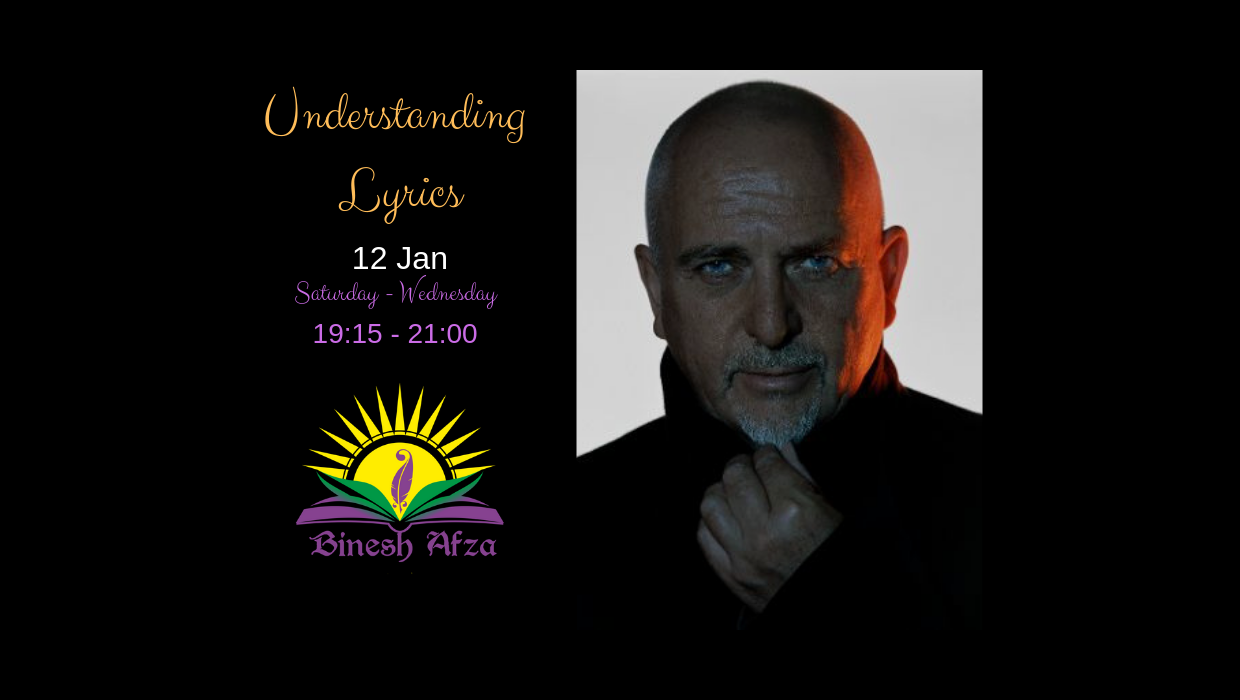 Understanding
Lyrics
12 Jan
Saturday - Wednesday
19:15 - 21:00
Binesh Afza